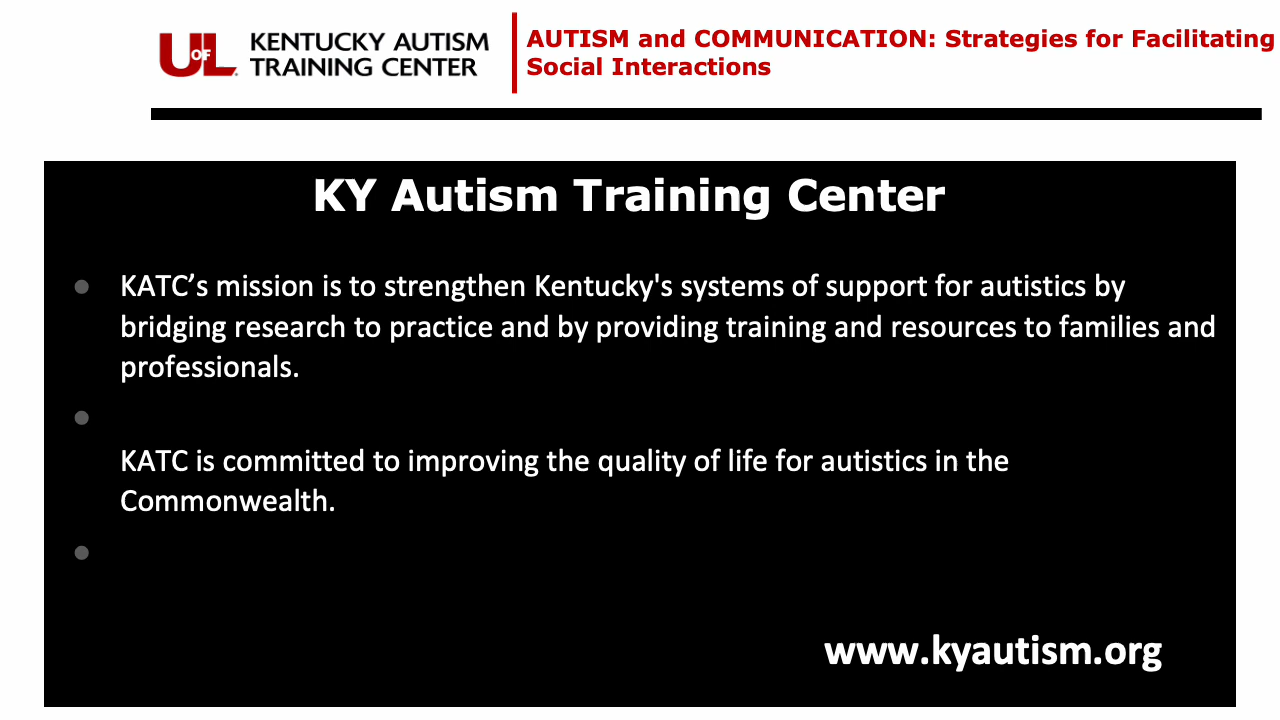 UofL KENTUCKY AUTISM
TRAINING CENTER
AUTISM and COMMUNICATION: Strategies for Facilitating
Social Interactions
KY Autism Training Center
● KATC’s mission is to strengthen Kentucky's systems of support for autistics by
bridging research to practice and by providing training and resources to families and
professionals.
●
KATC is committed to improving the quality of life for autistics in the
Commonwealth.
●
www.kyautism.org